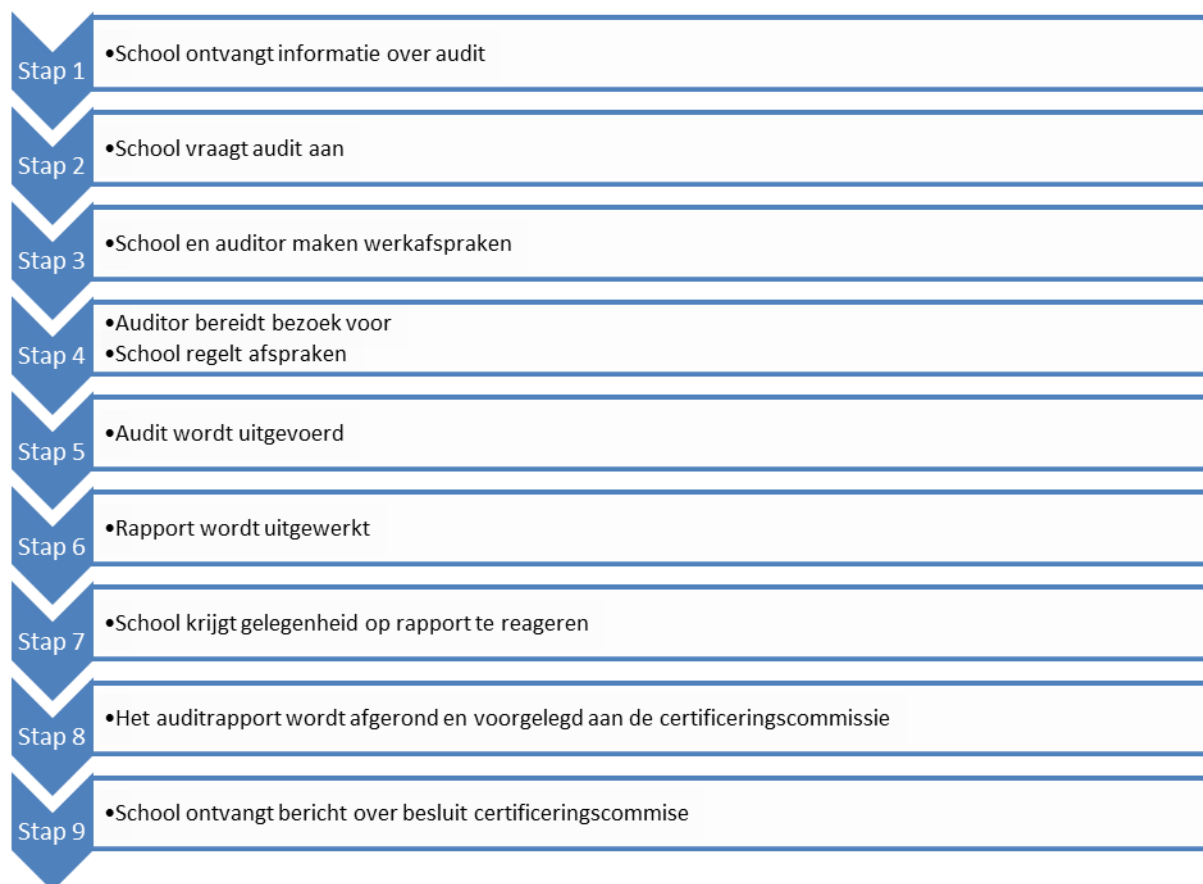 Stap 1
•School ontvangt informatie over audit
Stap 2
•School vraagt audit aan
Stap 3
•School en auditor maken werkafspraken
Stap 4
•Auditor bereidt bezoek voor
•School regelt afspraken
Stap 5
•Audit wordt uitgevoerd
Stap 6
•Rapport wordt uitgewerkt
Stap 7
•School krijgt gelegenheid op rapport te reageren
Stap 8
•Het auditrapport wordt afgerond en voorgelegd aan de certificeringscommissie
Stap 9
•School ontvangt bericht over besluit certificeringscommise